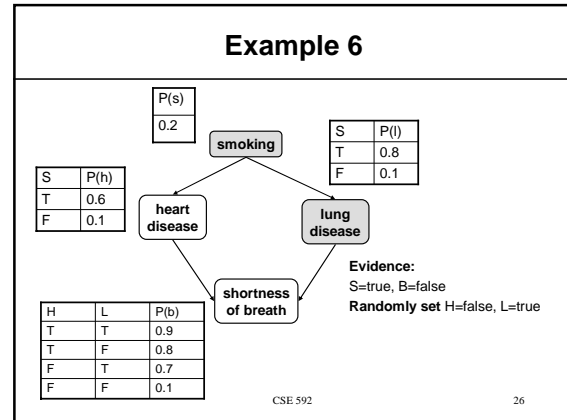 Example 6
P(s)
0.2
smoking
S P(l)
T 0.8
F 0.1
S P(h)
T 0.6
F 0.1
heart
disease
lung
disease
Evidence:
S=true, B=false
Randomly set H=false, L=true
shortness
of breath
H L P(b)
T T 0.9
T F 0.8
F T 0.7
F F 0.1
CSE 592
26